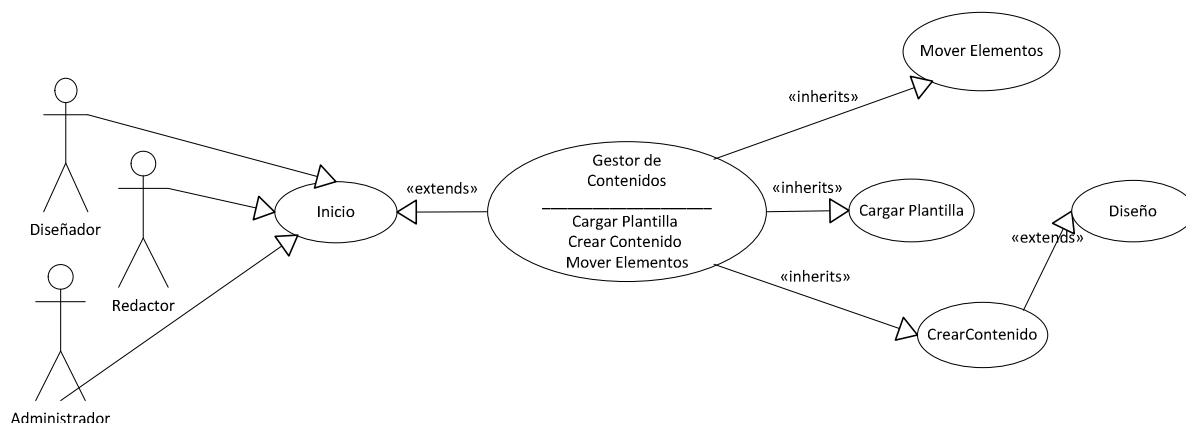 Mover Elementos
«inherits»
Gestor de
Contenidos
Cargar Plantilla
Crear Contenido
Mover Elementos
«extends»
Inicio
«inherits»
Cargar Plantilla
Diseño
«extends»
«inherits»
CrearContenido
Diseñador
Redactor
Administrador